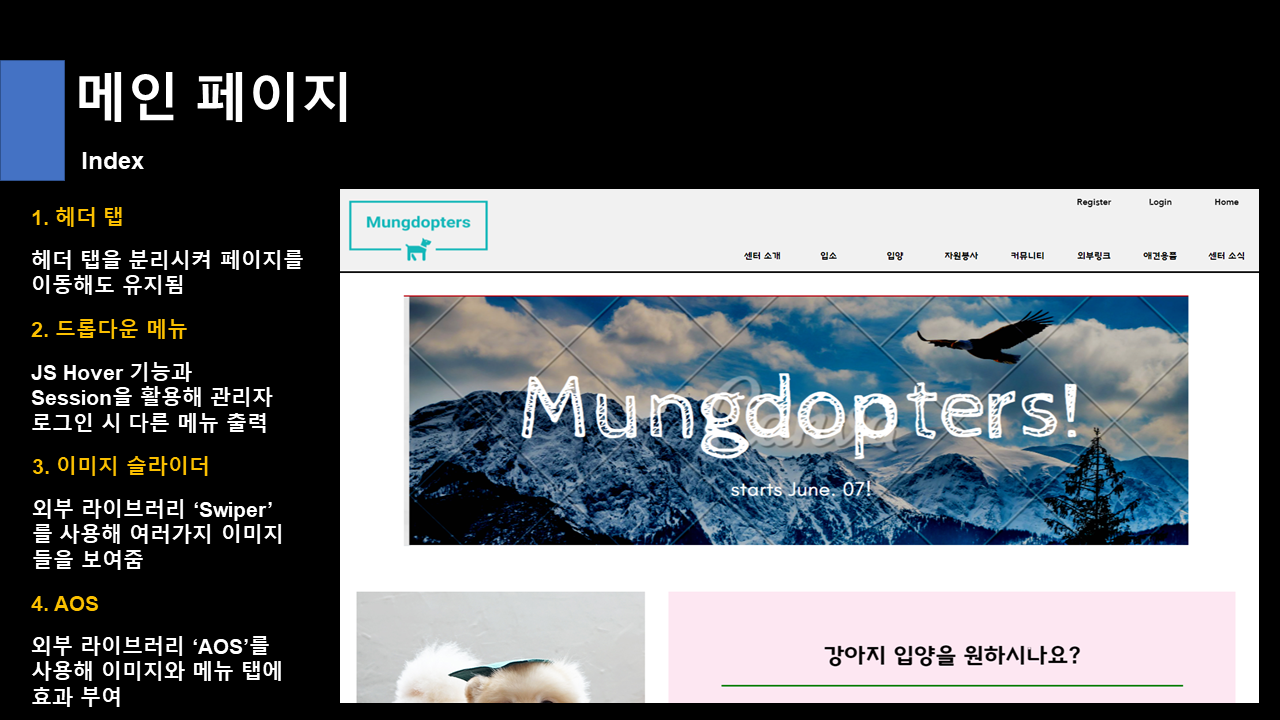 메인 페이지
Index
1. 헤더 탭
헤더 탭을 분리시켜 페이지를
이동해도 유지됨
2. 드롭다운 메뉴
JS Hover 기능과
Session을 활용해 관리자
로그인 시 다른 메뉴 출력
3. 이미지 슬라이더
외부 라이브러리 ‘Swiper’
를 사용해 여러가지 이미지
들을 보여줌
4. AOS
외부 라이브러리 ‘AOS’를
사용해 이미지와 메뉴 탭에
효과 부여
Register Login Home
Mungdopters
센터 소개 입소 입양 자원봉사 커뮤니티 외부링크 애견용품 센터 소식
Mungdopters!
starts June. 07!
강아지 입양을 원하시나요?